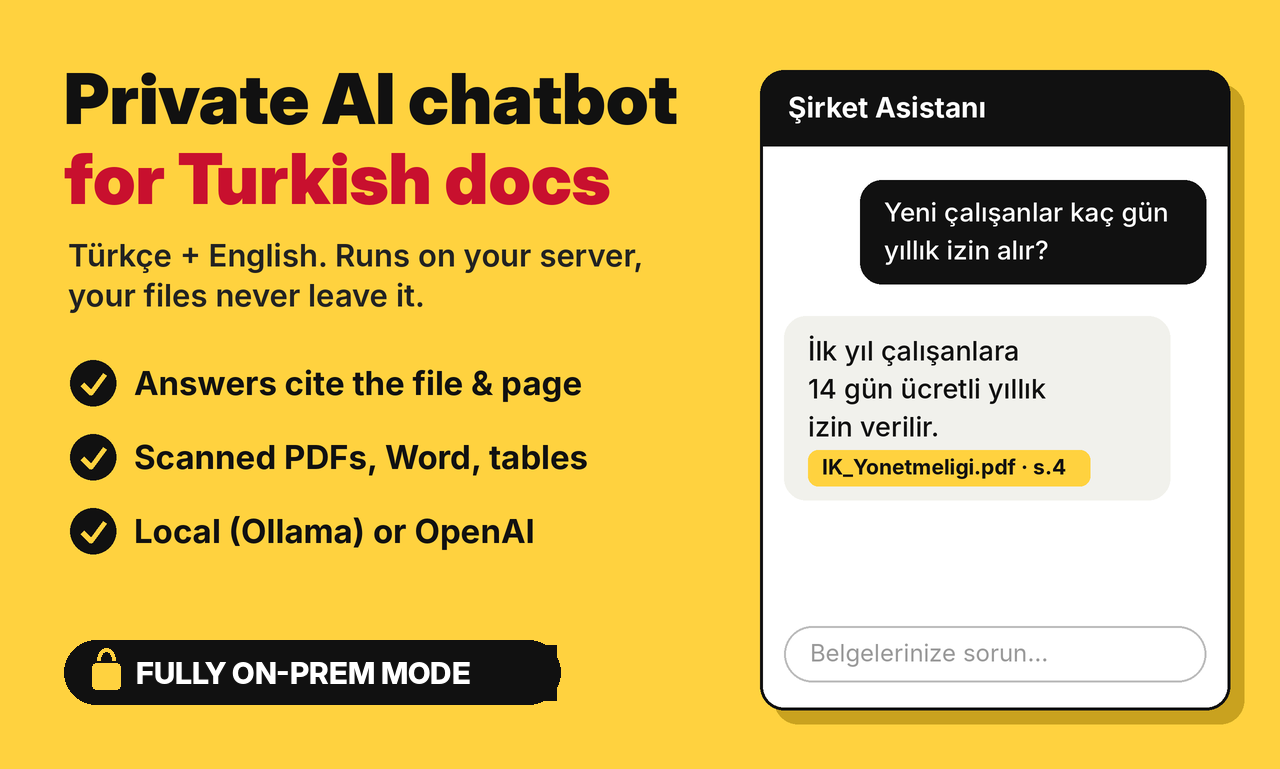 Private AI chatbot
for Turkish docs
Türkçe + English. Runs on your server,
your files never leave it.
Answers cite the file & page
Scanned PDFs, Word, tables
Local (Ollama) or OpenAI
FULLY ON-PREM MODE
Şirket Asistanı
Yeni çalışanlar kaç gün
yıllık izin alır?
İlk yıl çalışanlara
14 gün ücretli yıllık
izin verilir.
IK_Yonetmeligi.pdf · s.4
Belgelerinize sorun...